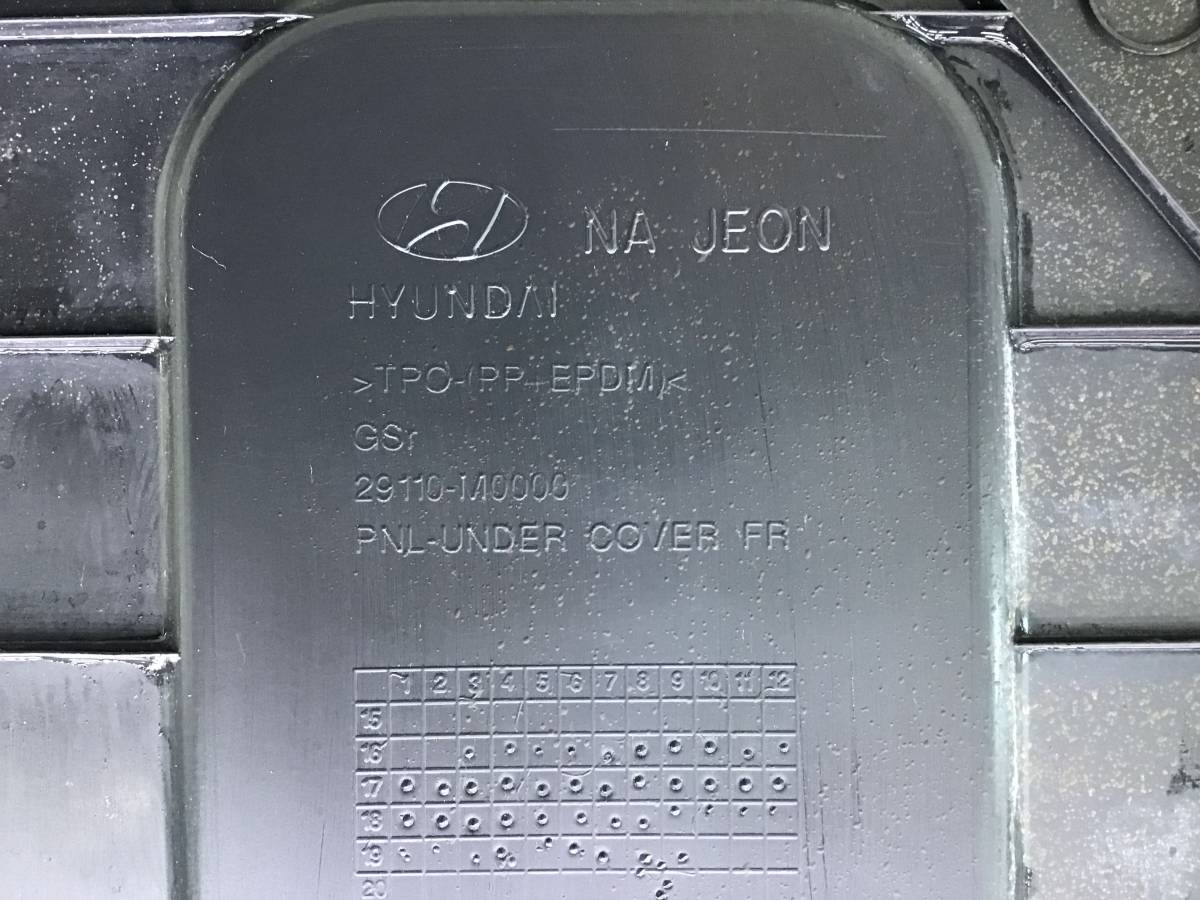 NA JEON
HYUNDAI
>TPO-(PP+EPDM)<
GSr
29110-M0000
PNL-UNDER COVER FR
1 2 3 4 5 6 7 8 9 10 11 12
15
16
17
18
19
20